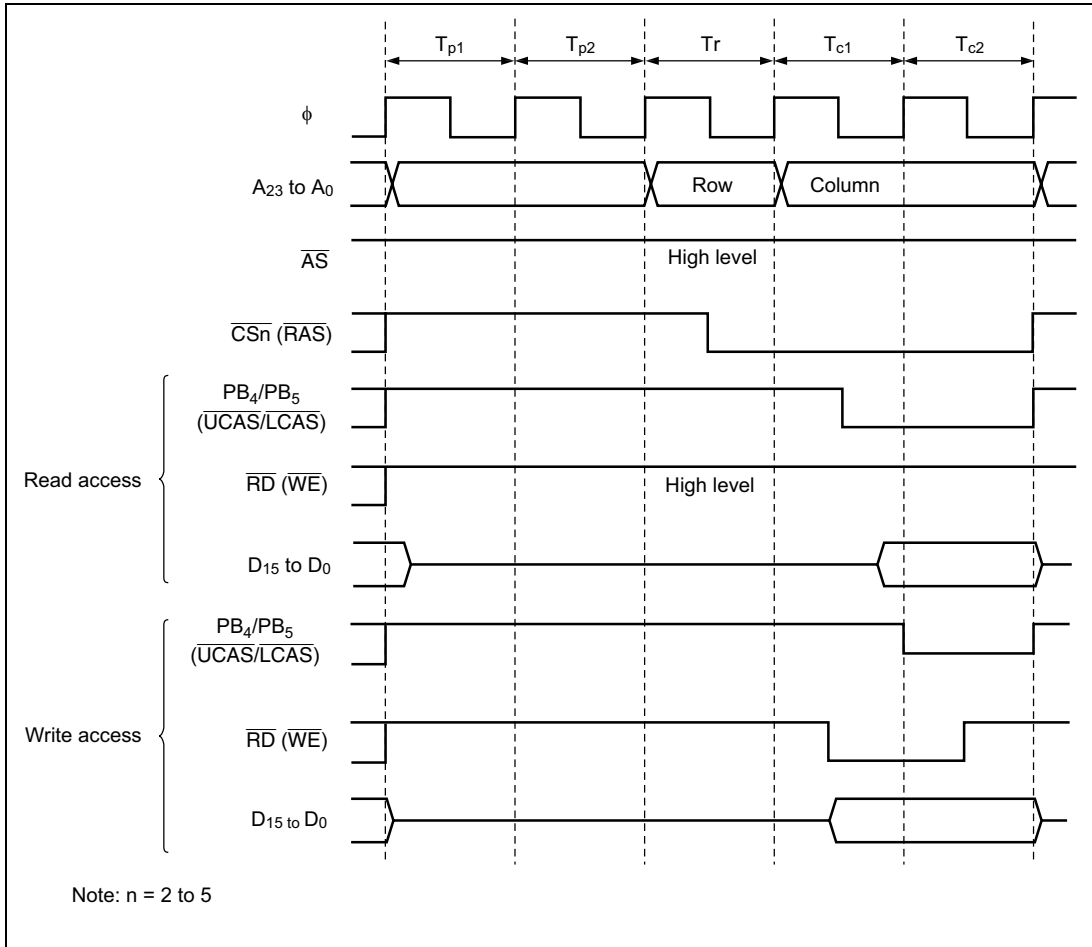 Tp1 Tp2 Tr Tc1 Tc2
φ
A23 to A0 Row Column
AS High level
CSn (RAS)
PB4/PB5
(UCAS/LCAS)
Read access
RD (WE) High level
D15 to D0
PB4/PB5
(UCAS/LCAS)
Write access
RD (WE)
D15 to D0
Note: n = 2 to 5